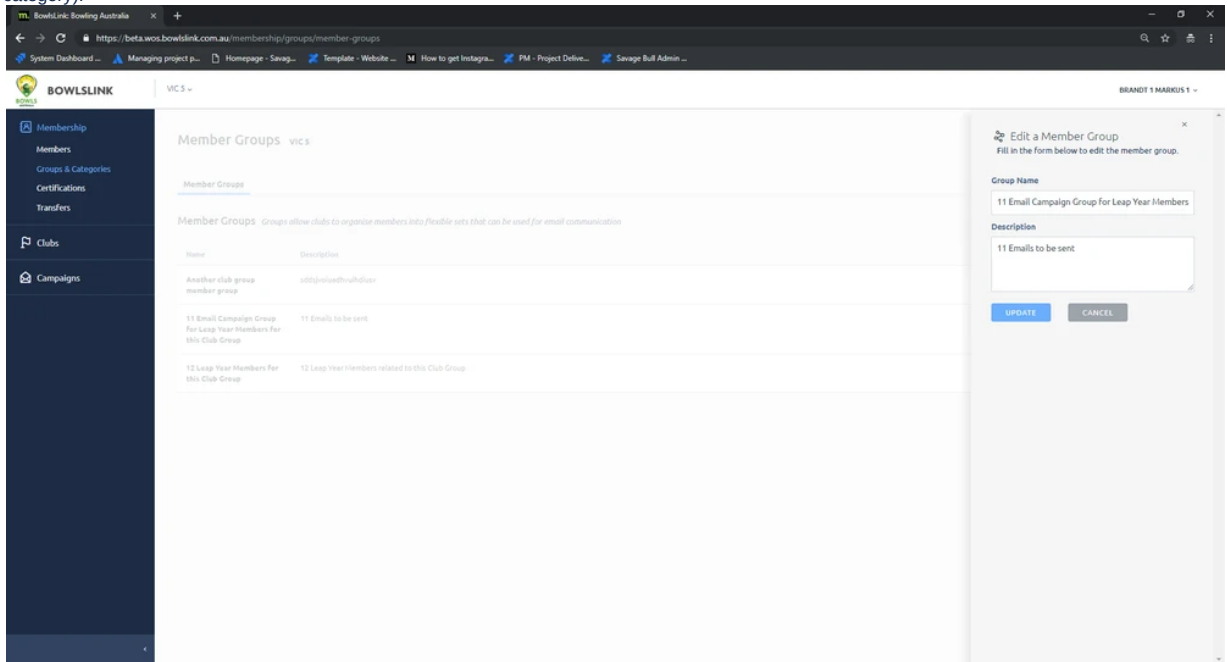 category).
m. BowlsLink: Bowling Australia × +
https://beta.wos.bowlslink.com.au/membership/groups/member-groups
System Dashboard ... Managing project p... Homepage - Savag... Template - Website ... M How to get Instagra... PM - Project Delive... Savage Bull Admin ...
BOWLS
BOWLSLINK
VIC 5
BRANDT 1 MARKUS 1
Membership
Members
Groups & Categories
Certifications
Transfers
Clubs
Campaigns
Member Groups VIC 5
Member Groups
Member Groups Groups allow clubs to organise members into flexible sets that can be used for email communication
Name Description
Another club group
member group
11 Email Campaign Group 11 Emails to be sent
for Leap Year Members for
this Club Group
12 Leap Year Members for 12 Leap Year Members related to this Club Group
this Club Group
×
Edit a Member Group
Fill in the form below to edit the member group.
Group Name
11 Email Campaign Group for Leap Year Members
Description
11 Emails to be sent
UPDATE CANCEL